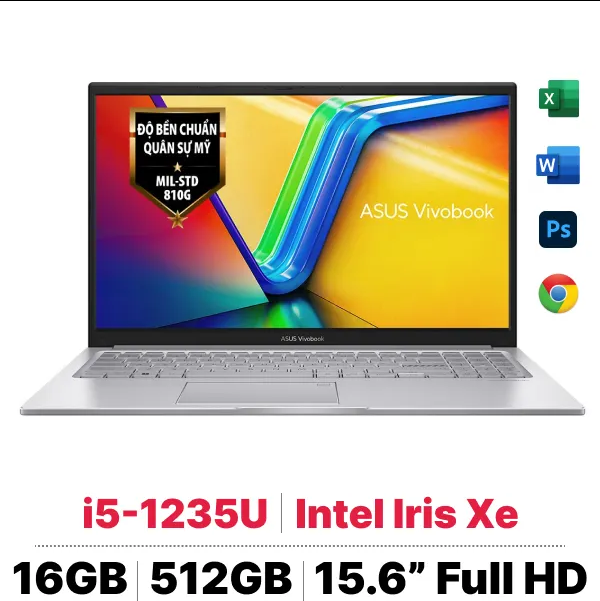 ĐỘ BỀN CHUẨN
QUÂN SỰ MỸ
MIL-STD
810G
ASUS Vivobook
X
W
Ps
ASUS Vivobook
i5-1235U | Intel Iris Xe
16GB | 512GB | 15.6” Full HD